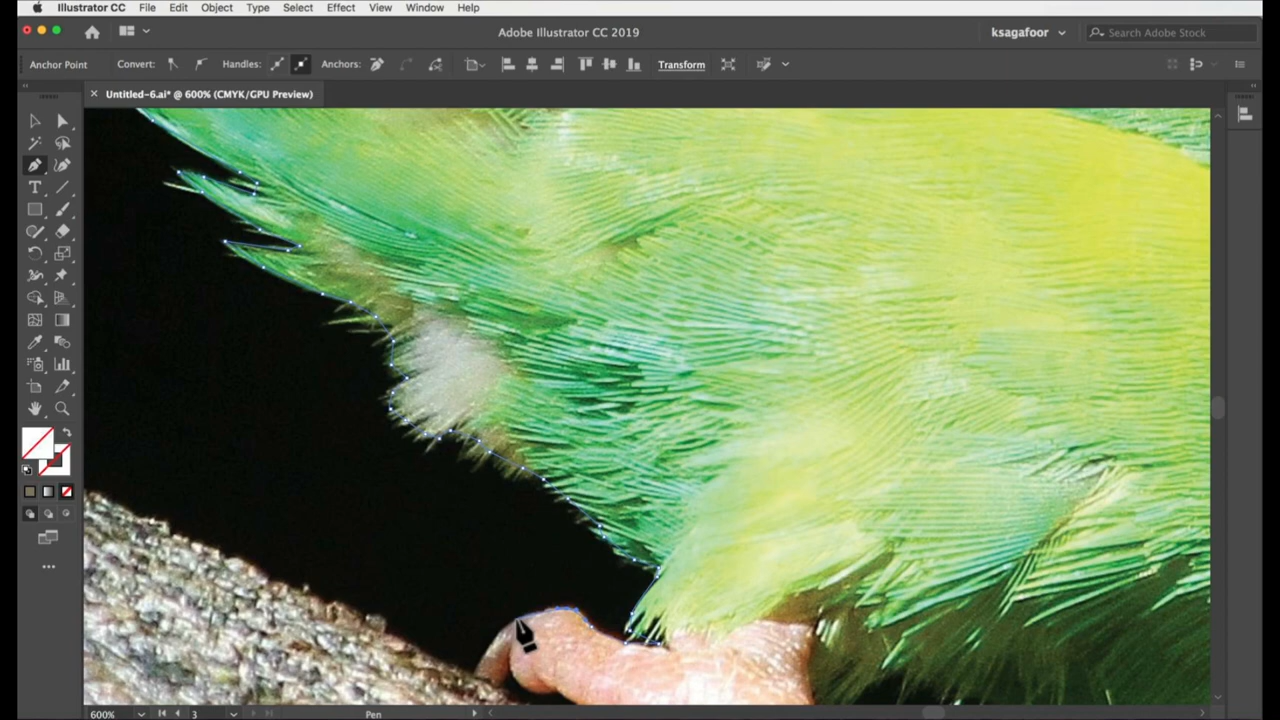 Illustrator CC File Edit Object Type Select Effect View Window Help
Adobe Illustrator CC 2019 ksagafoor Search Adobe Stock
Anchor Point Convert: Handles: Anchors: Transform
Untitled-6.ai* @ 600% (CMYK/GPU Preview)
600% 3 Pen